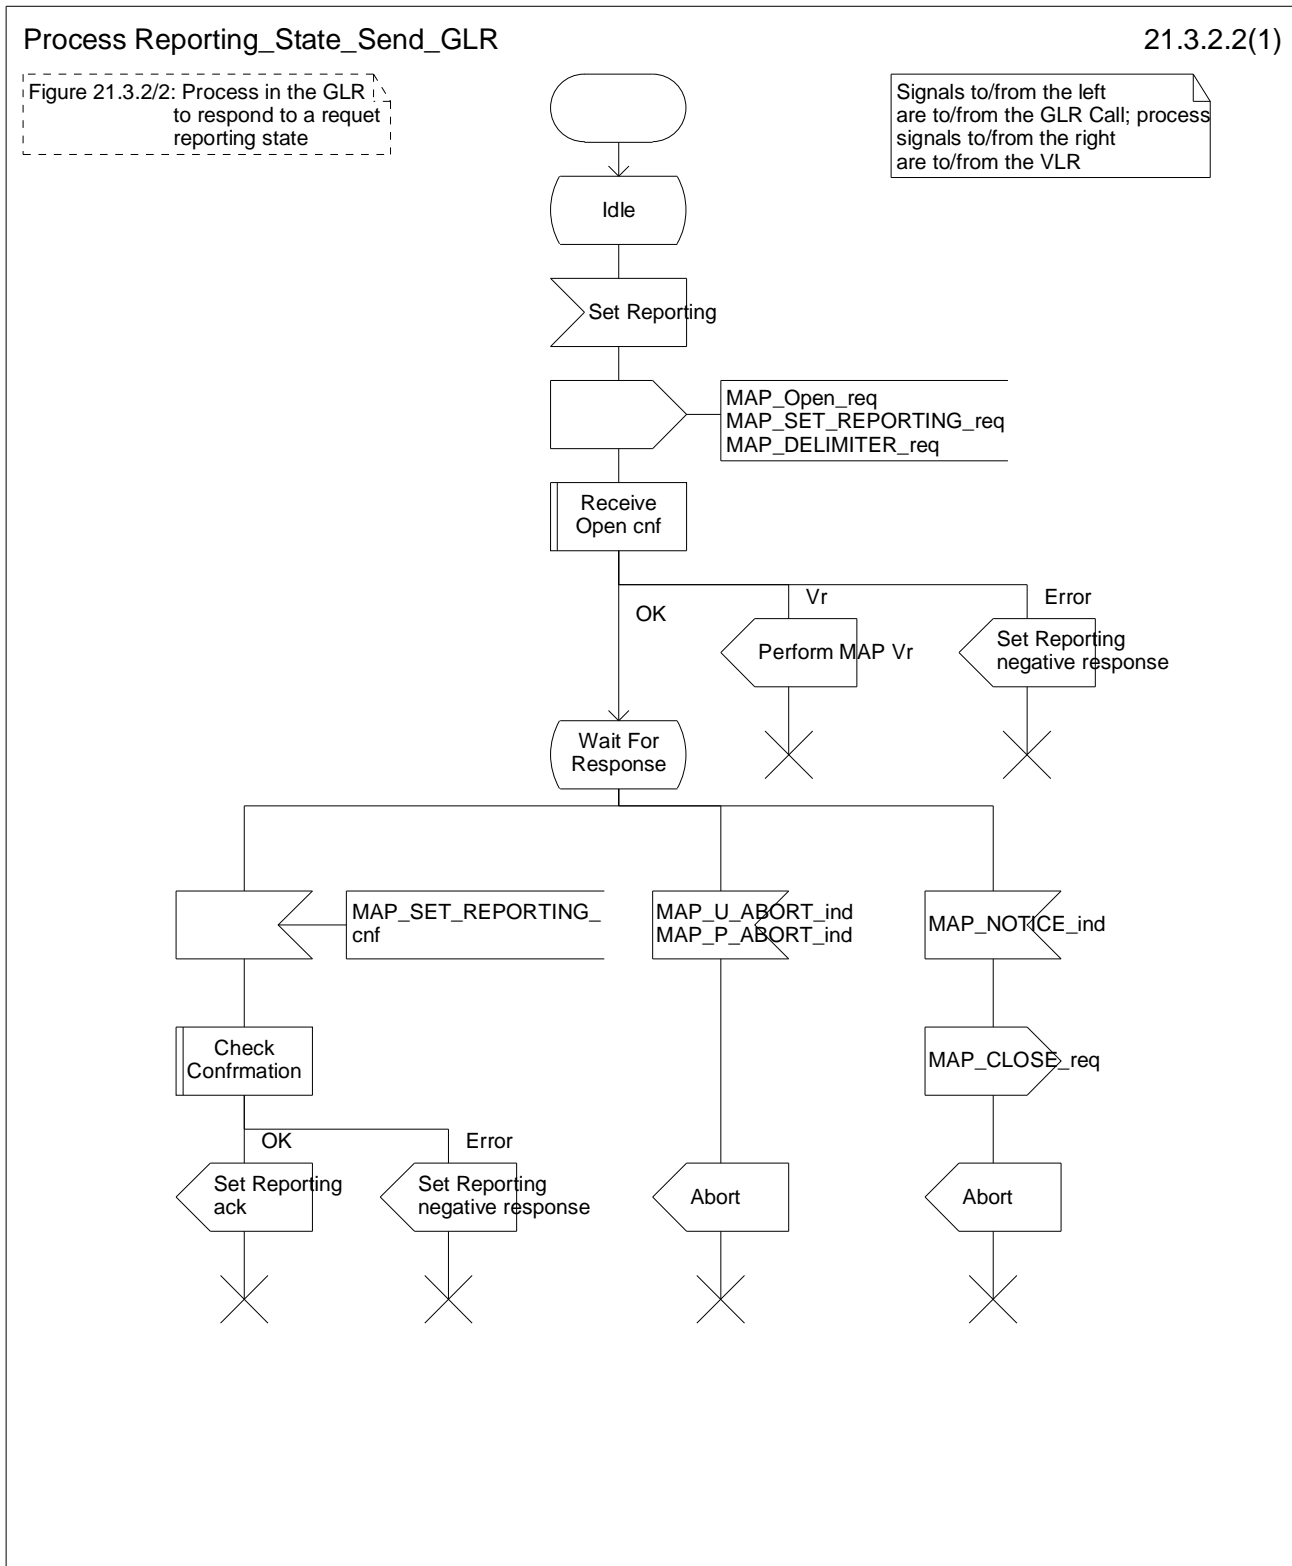 Process Reporting_State_Send_GLR
21.3.2.2(1)
Figure 21.3.2/2: Process in the GLR
to respond to a requet
reporting state
Signals to/from the left
are to/from the GLR Call; process
signals to/from the right
are to/from the VLR
Idle
Set Reporting
MAP_Open_req
MAP_SET_REPORTING_req
MAP_DELIMITER_req
Receive
Open cnf
OK
Vr
Error
Perform MAP Vr
Set Reporting
negative response
Wait For
Response
MAP_SET_REPORTING_
cnf
MAP_U_ABORT_ind
MAP_P_ABORT_ind
MAP_NOTICE_ind
Check
Confrmation
MAP_CLOSE_req
OK
Error
Set Reporting
ack
Set Reporting
negative response
Abort
Abort